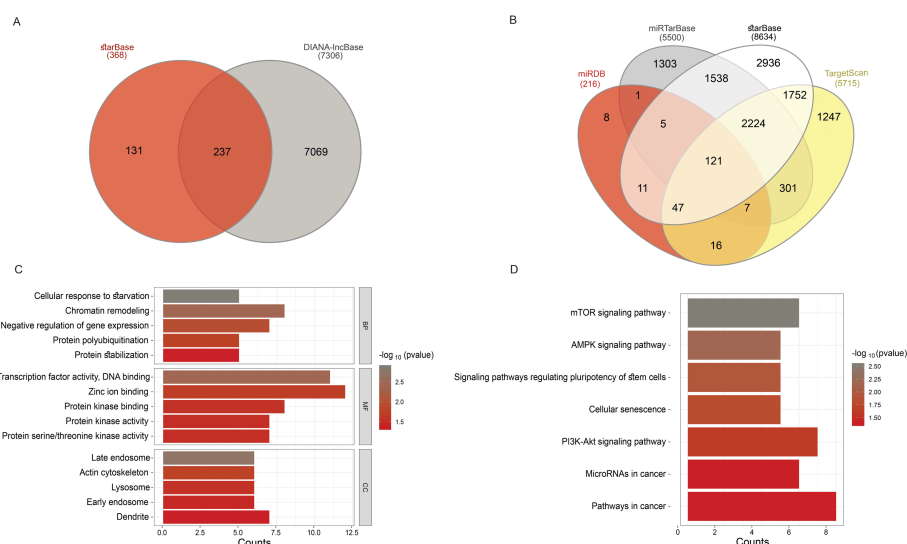 A
starBase
(368)
DIANA-lncBase
(7306)
131
237
7069
B
miRTarBase
(5500)
starBase
(8634)
miRDB
(216)
TargetScan
(5715)
1303
2936
1538
1752
8
1
5
2224
1247
121
11
301
47
7
16
C
Cellular response to starvation
Chromatin remodeling
Negative regulation of gene expression
Protein polyubiquitination
Protein stabilization
BP
Transcription factor activity, DNA binding
Zinc ion binding
Protein kinase binding
Protein kinase activity
Protein serine/threonine kinase activity
MF
Late endosome
Actin cytoskeleton
Lysosome
Early endosome
Dendrite
CC
0.0 2.5 5.0 7.5 10.0 12.5
Counts
-log 10 (pvalue)
2.5
2.0
1.5
D
mTOR signaling pathway
AMPK signaling pathway
Signaling pathways regulating pluripotency of stem cells
Cellular senescence
PI3K-Akt signaling pathway
MicroRNAs in cancer
Pathways in cancer
0 2 4 6 8
Counts
-log 10 (pvalue)
2.50
2.25
2.00
1.75
1.50